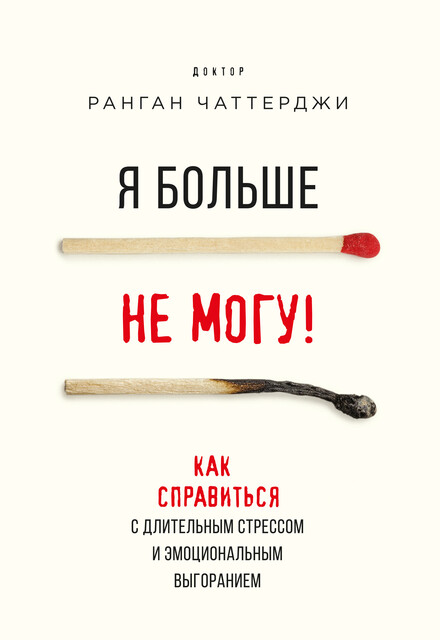 ДОКТОР
РАНГАН ЧАТТЕРДЖИ
Я БОЛЬШЕ
НЕ МОГУ!
КАК
СПРАВИТЬСЯ
С ДЛИТЕЛЬНЫМ СТРЕССОМ
И ЭМОЦИОНАЛЬНЫМ
ВЫГОРАНИЕМ